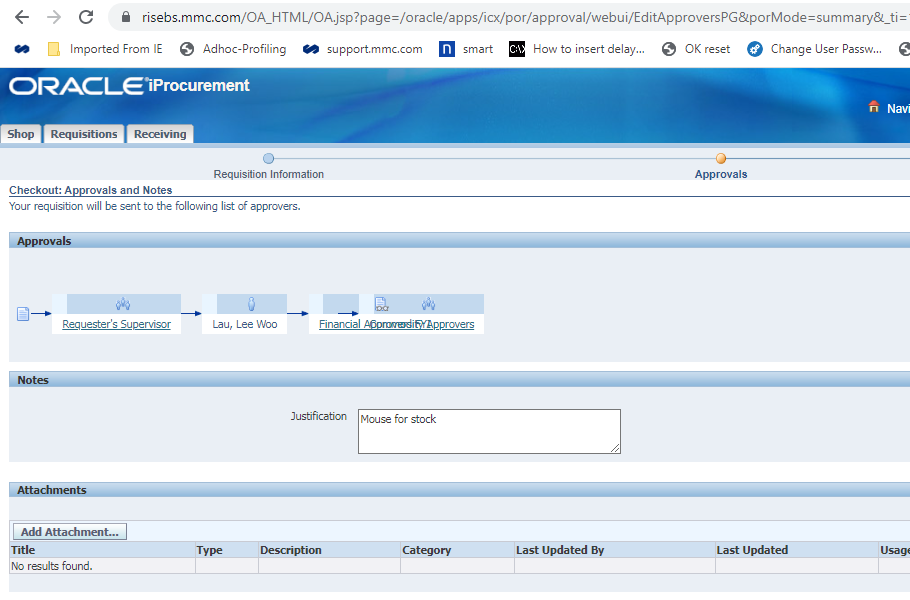 risebs.mmc.com/OA_HTML/OA.jsp?page=/oracle/apps/icx/por/approval/webui/EditApproversPG&porMode=summary&_ti=
Imported From IE Adhoc-Profiling support.mmc.com n smart C:\ How to insert delay... OK reset Change User Passw...
ORACLE iProcurement
Navi
Shop Requisitions Receiving
Requisition Information Approvals
Checkout: Approvals and Notes
Your requisition will be sent to the following list of approvers.
Approvals
Requester's Supervisor Lau, Lee Woo Financial Approvers
Notes
Justification Mouse for stock
Attachments
Add Attachment...
Title Type Description Category Last Updated By Last Updated Usage
No results found.